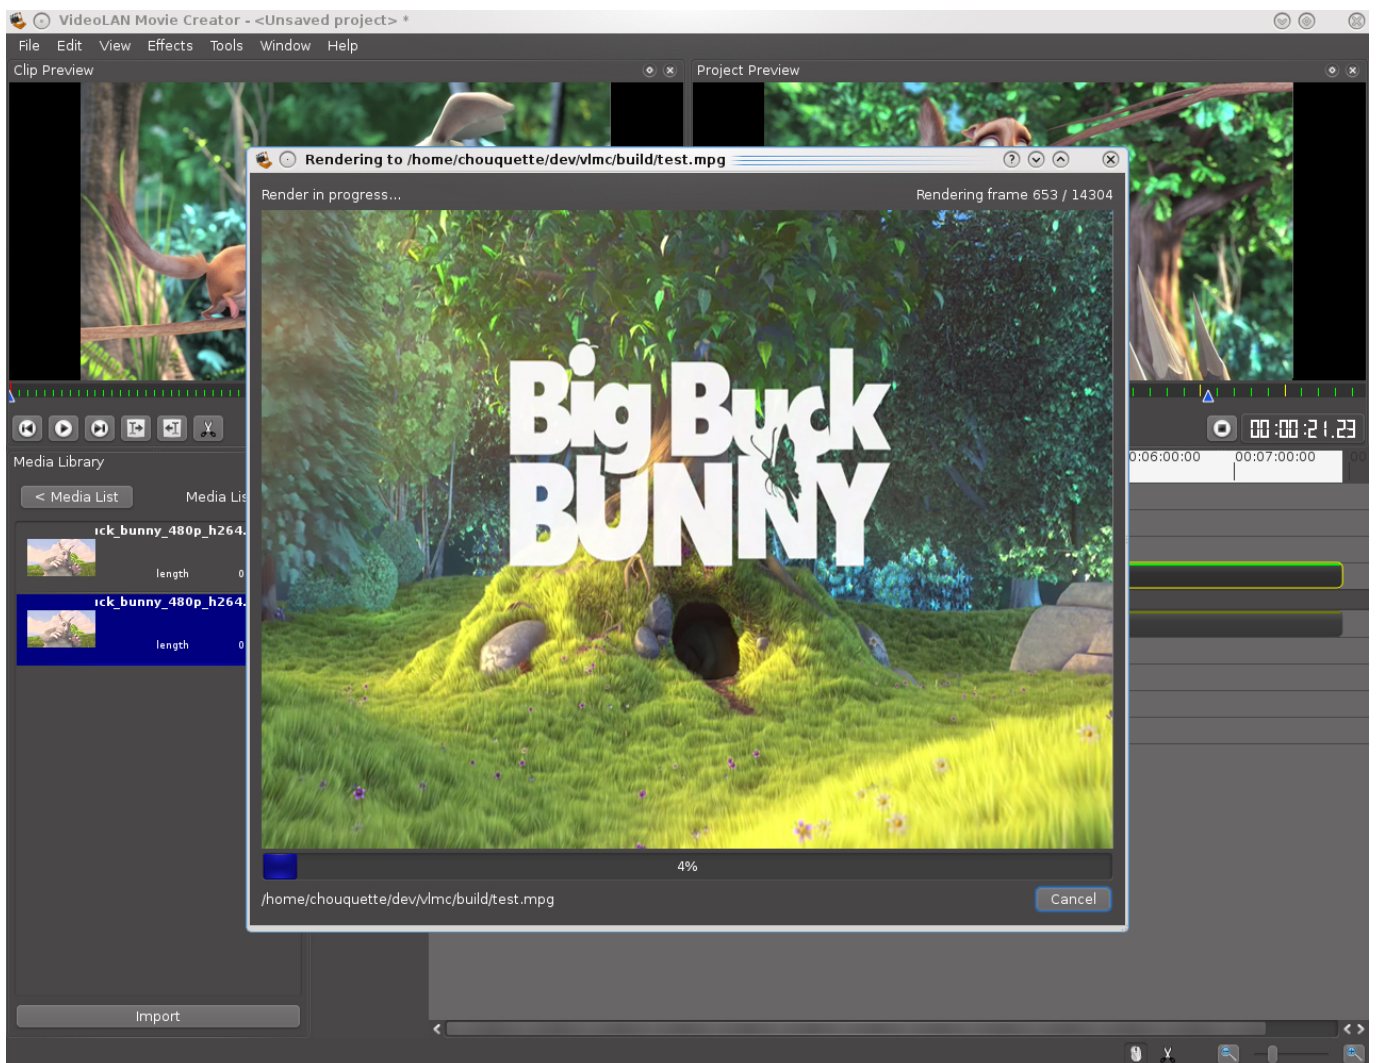 VideoLAN Movie Creator - <Unsaved project> *
File Edit View Effects Tools Window Help
Clip Preview
Project Preview
Rendering to /home/chouquette/dev/vlmc/build/test.mpg
Render in progress...
Rendering frame 653 / 14304
Big Buck
BUNNY
00:00:21.23
Media Library
0:06:00:00 00:07:00:00 00
< Media List
Media Lis
ick_bunny_480p_h264.
length 0
ick_bunny_480p_h264.
length 0
4%
/home/chouquette/dev/vlmc/build/test.mpg
Cancel
Import